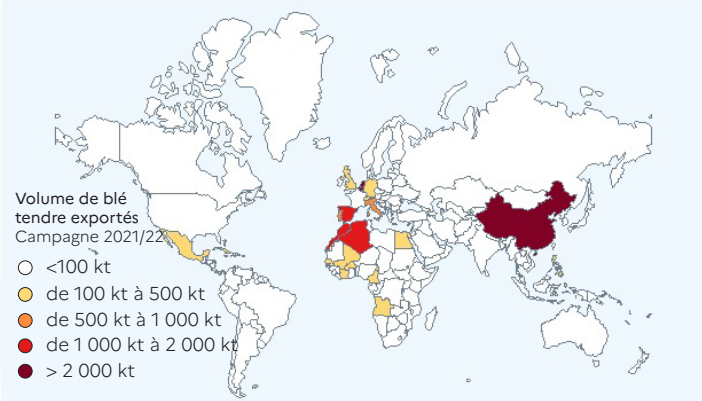 Volume de blé
tendre exportés
Campagne 2021/22
<100 kt
de 100 kt à 500 kt
de 500 kt à 1 000 kt
de 1 000 kt à 2 000 kt
> 2 000 kt